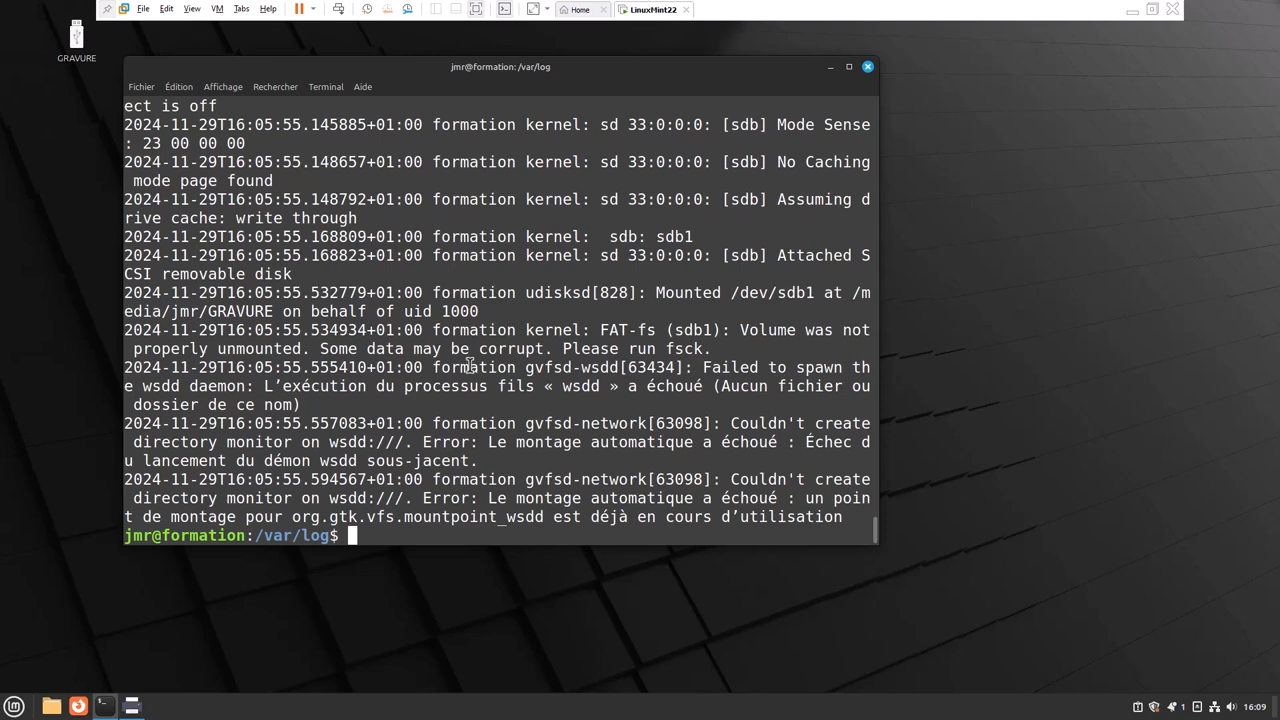 File Edit View VM Tabs Help Home LinuxMint22
GRAVURE
jmr@formation: /var/log
Fichier Édition Affichage Rechercher Terminal Aide
ect is off
2024-11-29T16:05:55.145885+01:00 formation kernel: sd 33:0:0:0: [sdb] Mode Sense
: 23 00 00 00
2024-11-29T16:05:55.148657+01:00 formation kernel: sd 33:0:0:0: [sdb] No Caching
mode page found
2024-11-29T16:05:55.148792+01:00 formation kernel: sd 33:0:0:0: [sdb] Assuming d
rive cache: write through
2024-11-29T16:05:55.168809+01:00 formation kernel:  sdb: sdb1
2024-11-29T16:05:55.168823+01:00 formation kernel: sd 33:0:0:0: [sdb] Attached S
CSI removable disk
2024-11-29T16:05:55.532779+01:00 formation udisksd[828]: Mounted /dev/sdb1 at /m
edia/jmr/GRAVURE on behalf of uid 1000
2024-11-29T16:05:55.534934+01:00 formation kernel: FAT-fs (sdb1): Volume was not
properly unmounted. Some data may be corrupt. Please run fsck.
2024-11-29T16:05:55.555410+01:00 formation gvfsd-wsdd[63434]: Failed to spawn th
e wsdd daemon: L’exécution du processus fils « wsdd » a échoué (Aucun fichier ou
dossier de ce nom)
2024-11-29T16:05:55.557083+01:00 formation gvfsd-network[63098]: Couldn't create
directory monitor on wsdd:///. Error: Le montage automatique a échoué : Échec d
u lancement du démon wsdd sous-jacent.
2024-11-29T16:05:55.594567+01:00 formation gvfsd-network[63098]: Couldn't create
directory monitor on wsdd:///. Error: Le montage automatique a échoué : un poin
t de montage pour org.gtk.vfs.mountpoint_wsdd est déjà en cours d’utilisation
jmr@formation:/var/log$
1 16:09